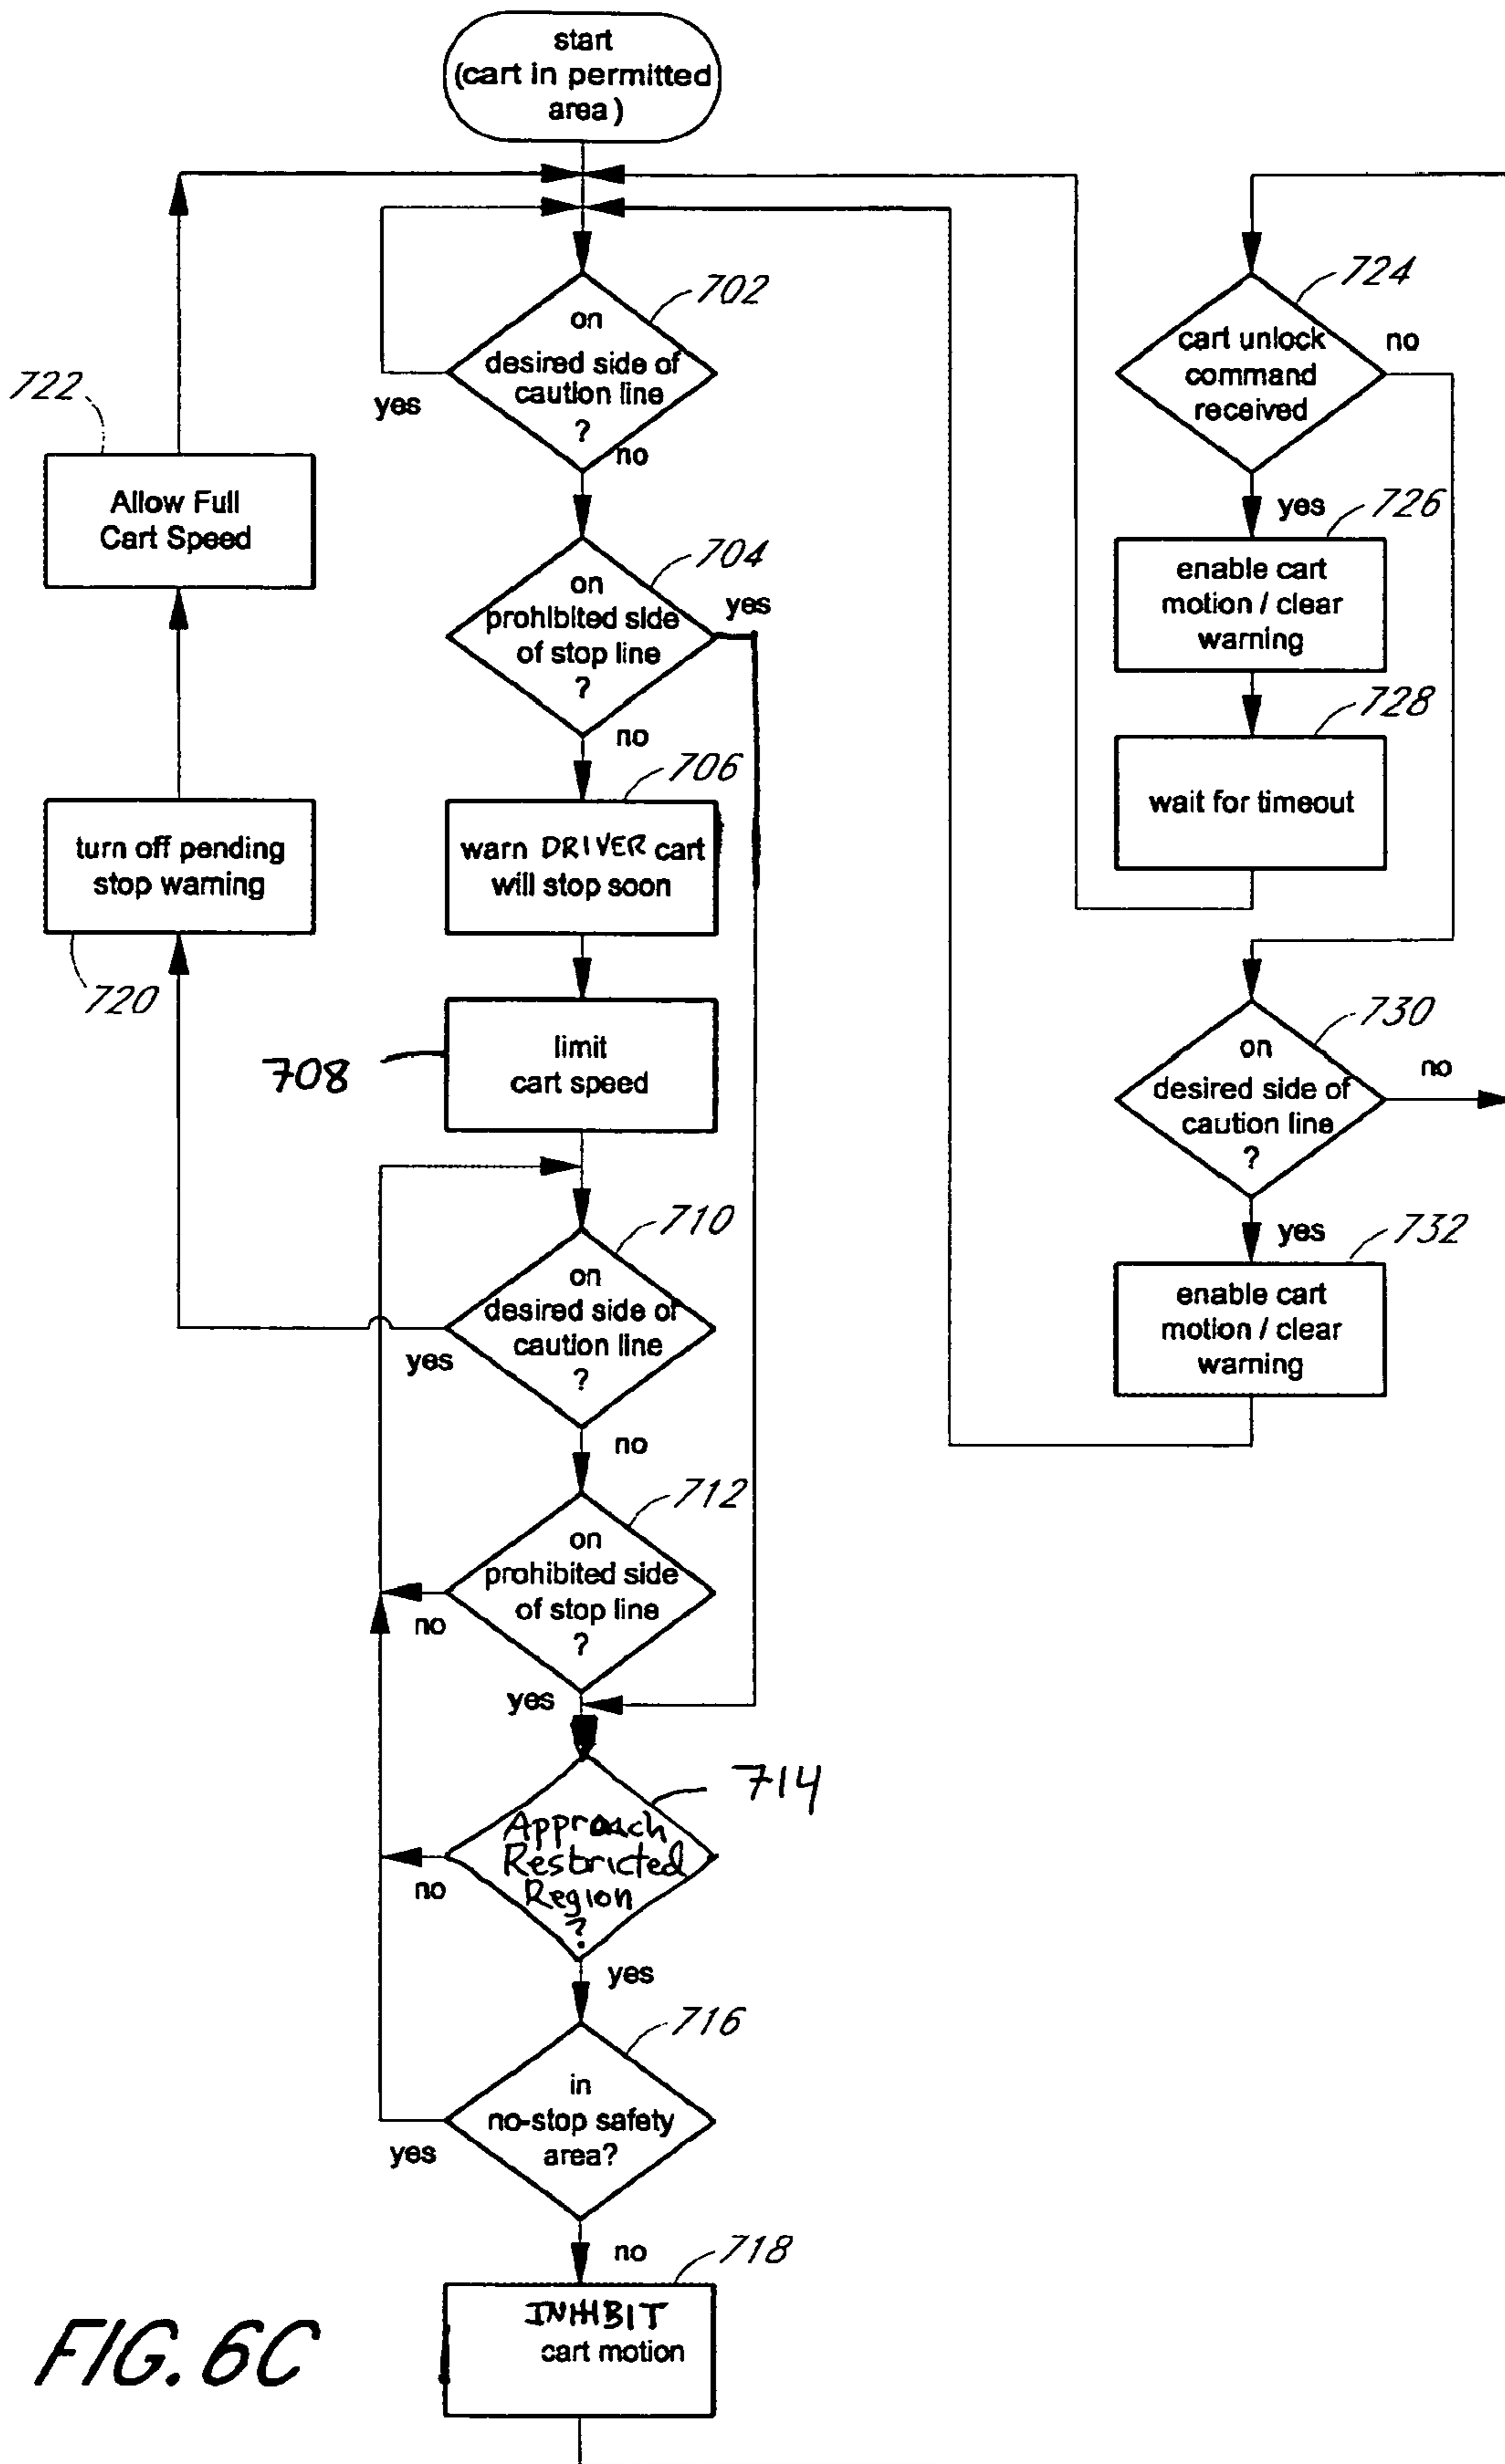 start
(cart in permitted
area)
702
on
desired side of
caution line
?
yes
no
704
on
prohibited side
of stop line
?
yes
no
706
warn DRIVER cart
will stop soon
708
limit
cart speed
710
on
desired side of
caution line
?
yes
no
712
on
prohibited side
of stop line
?
no
yes
714
Approach
Restricted
Region
?
no
yes
716
in
no-stop safety
area?
yes
no
718
INHIBIT
cart motion
720
turn off pending
stop warning
722
Allow Full
Cart Speed
724
cart unlock
command
received
no
yes
726
enable cart
motion / clear
warning
728
wait for timeout
730
on
desired side of
caution line
?
no
yes
732
enable cart
motion / clear
warning
FIG. 6C